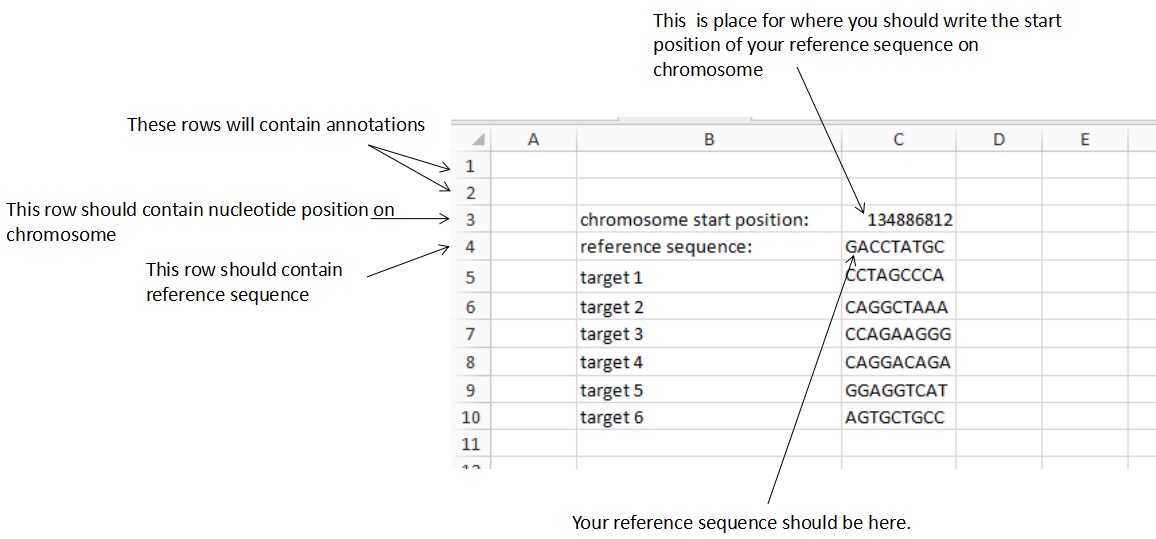 This  is place for where you should write the start
position of your reference sequence on
chromosome
These rows will contain annotations
A B C D E
1
2
This row should contain nucleotide position on
chromosome
3 chromosome start position: 134886812
4 reference sequence: GACCTATGC
This row should contain
reference sequence
5 target 1 CCTAGCCCA
6 target 2 CAGGCTAAA
7 target 3 CCAGAAGGG
8 target 4 CAGGACAGA
9 target 5 GGAGGTCAT
10 target 6 AGTGCTGCC
11
Your reference sequence should be here.